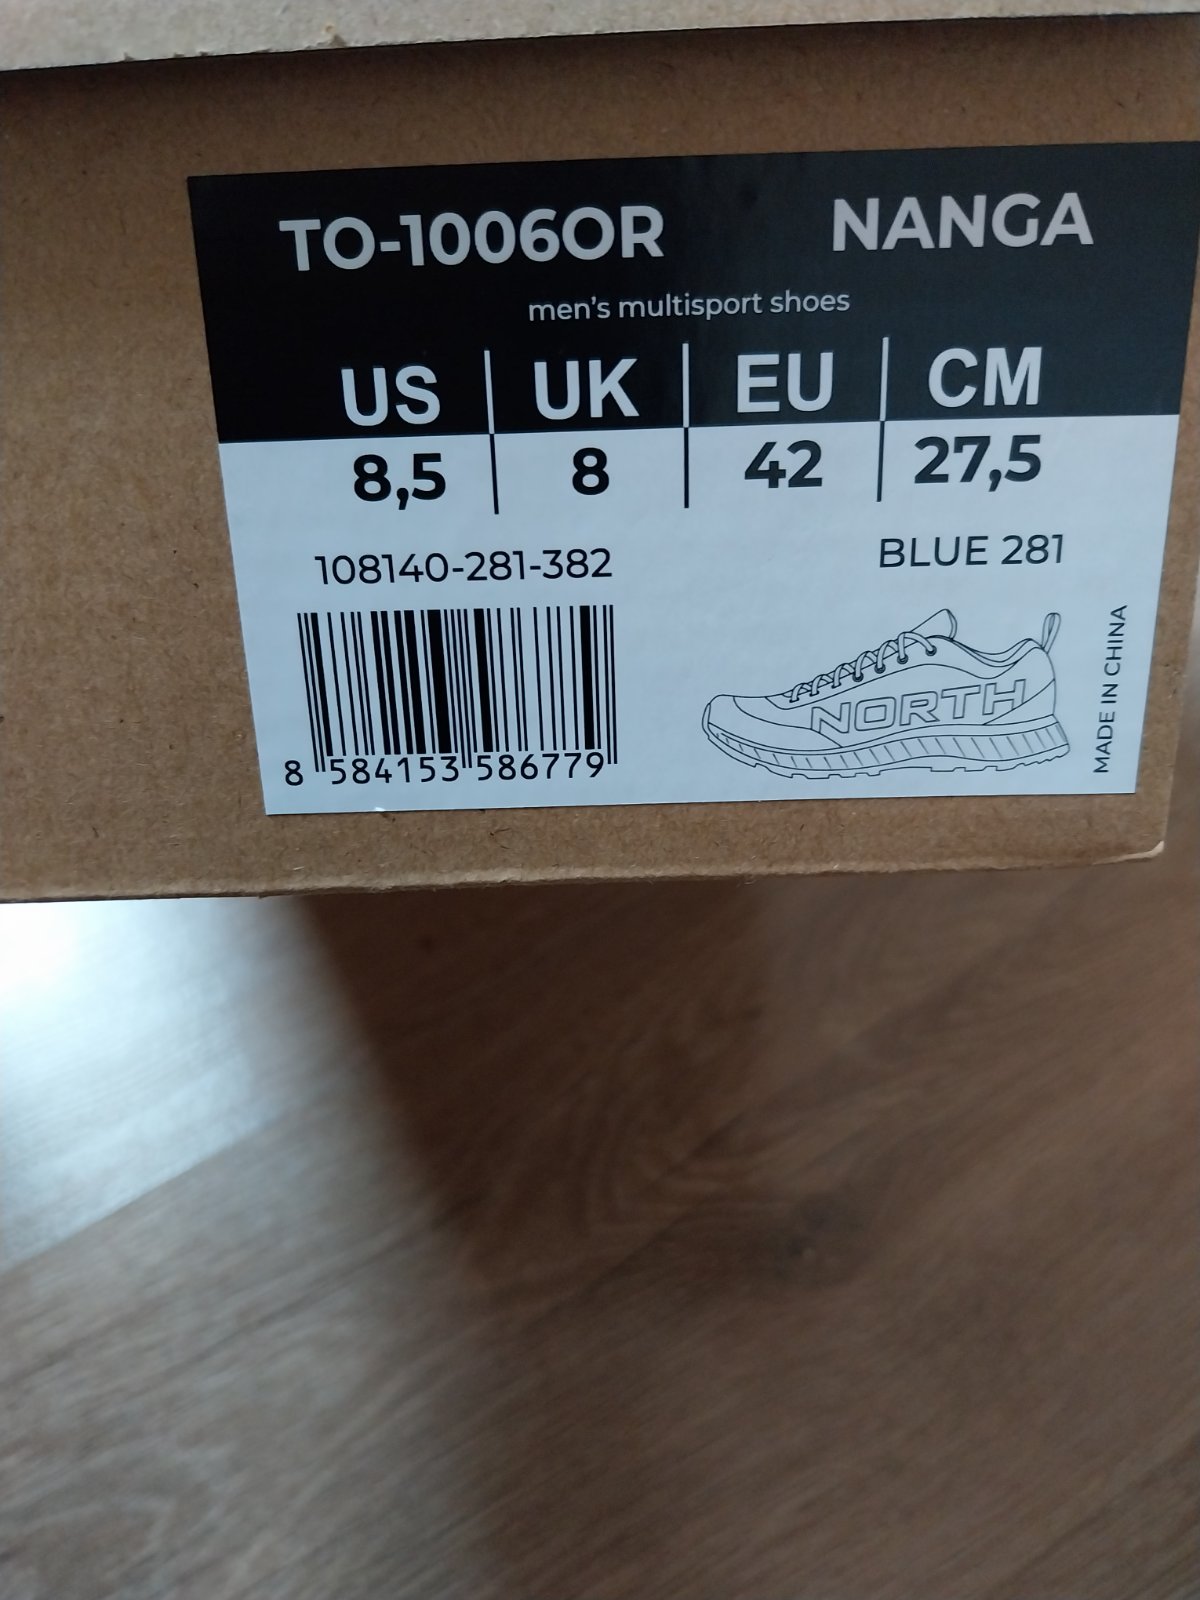 TO-1006OR NANGA
men's multisport shoes
US UK EU CM
8,5 8 42 27,5
108140-281-382 BLUE 281
NORTH
MADE IN CHINA
8 584153 586779